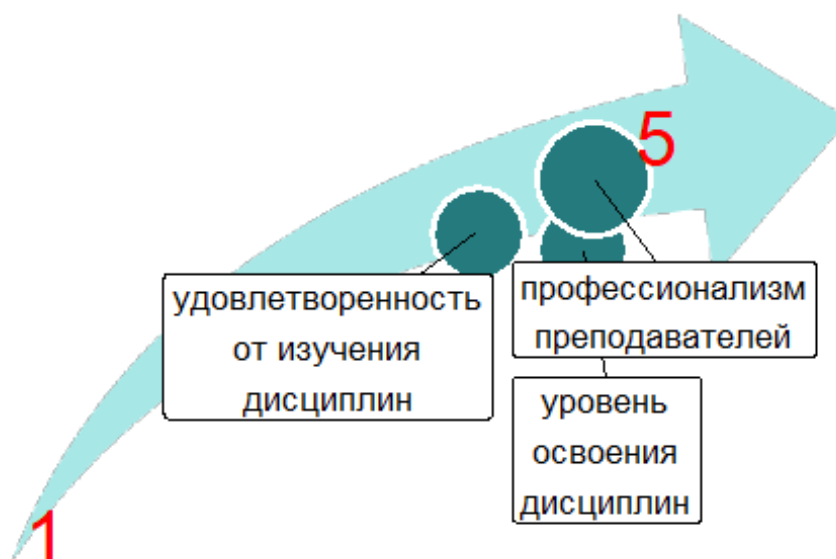 5
удовлетворенность
от изучения
дисциплин
профессионализм
преподавателей
уровень
освоения
дисциплин
1